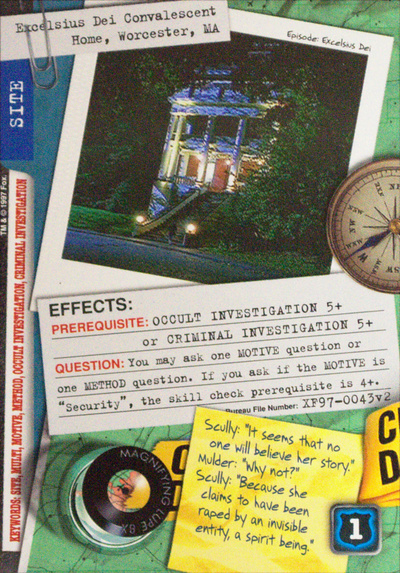 Excelsius Dei Convalescent
Home, Worcester, MA
Episode: Excelsius Dei
SITE
TM & © 1997 Fox.
KEYWORDS: SITE, MULTI, MOTIVE, METHOD, OCCULT INVESTIGATION, CRIMINAL INVESTIGATION
EFFECTS:
PREREQUISITE: OCCULT INVESTIGATION 5+
or CRIMINAL INVESTIGATION 5+
QUESTION: You may ask one MOTIVE question or
one METHOD question. If you ask if the MOTIVE is
"Security", the skill check prerequisite is 4+.
Bureau File Number: XF97-0043v2
Scully: "It seems that no
one will believe her story."
Mulder: "Why not?"
Scully: "Because she
claims to have been
raped by an invisible
entity, a spirit being."
MAGNIFYING LUPE 8X
1